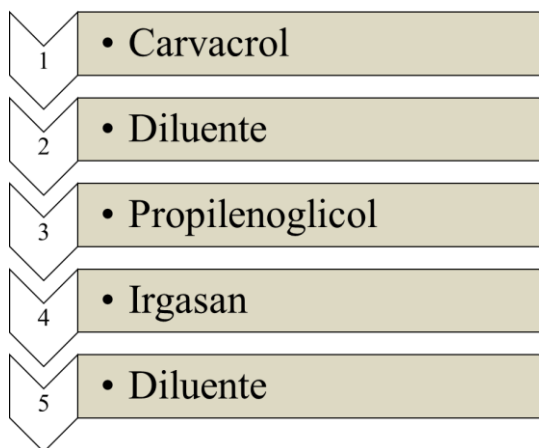 1 • Carvacrol
2 • Diluente
3 • Propilenoglicol
4 • Irgasan
5 • Diluente